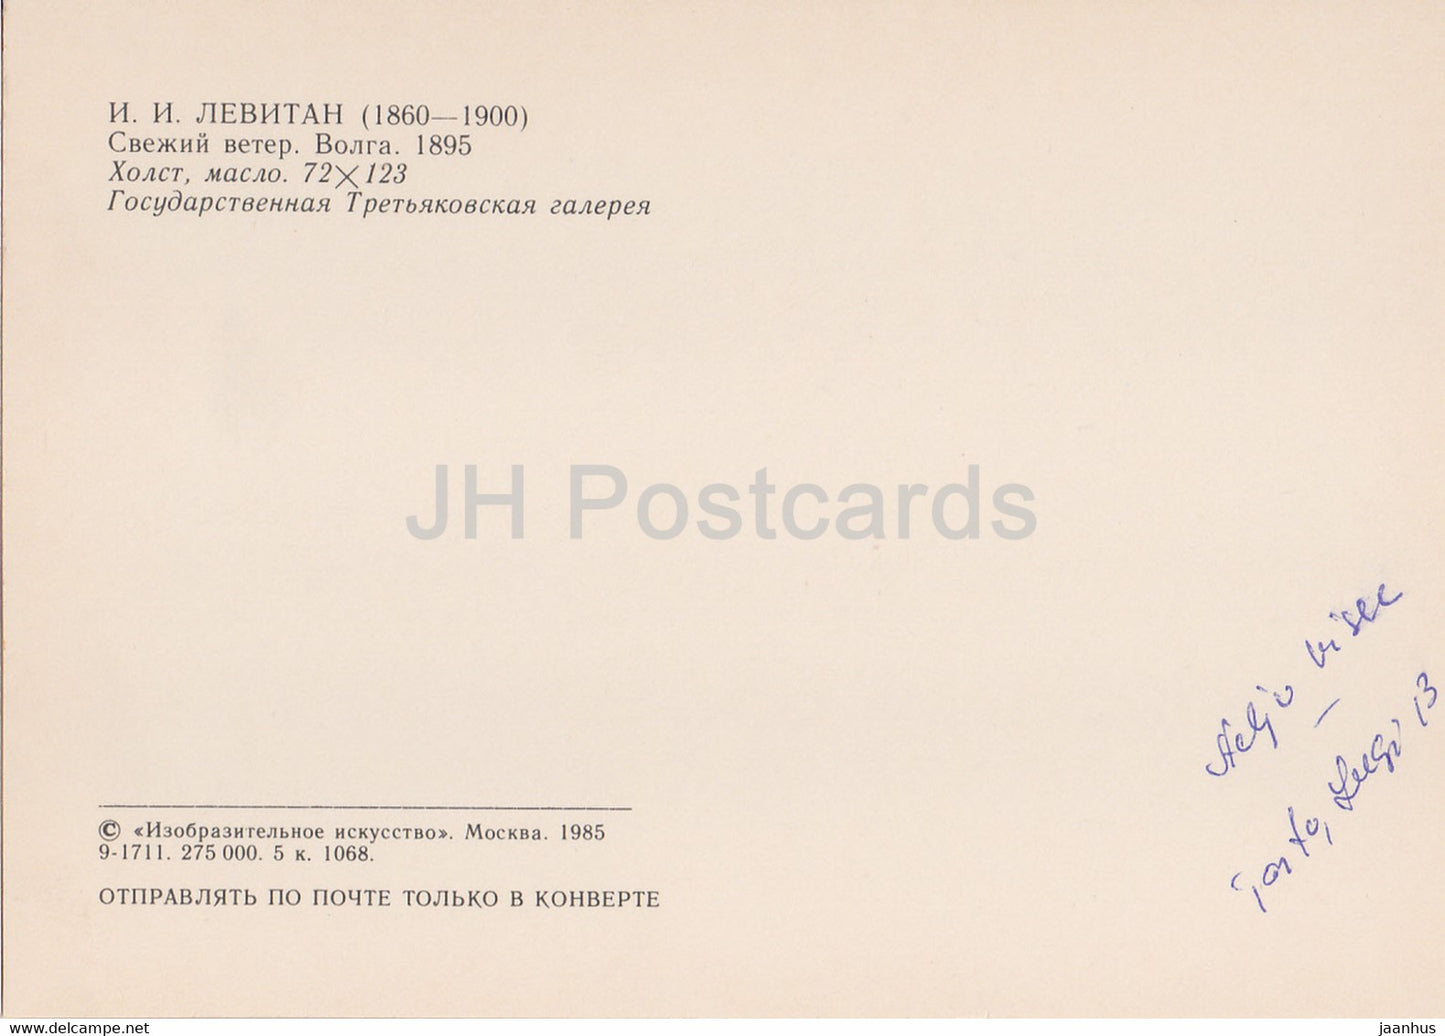 И. И. ЛЕВИТАН (1860—1900)
Свежий ветер. Волга. 1895
Холст, масло. 72×123
Государственная Третьяковская галерея
JH Postcards
© «Изобразительное искусство». Москва. 1985
9-1711. 275 000. 5 к. 1068.
ОТПРАВЛЯТЬ ПО ПОЧТЕ ТОЛЬКО В КОНВЕРТЕ
13
www.delcampe.net
jaanhus